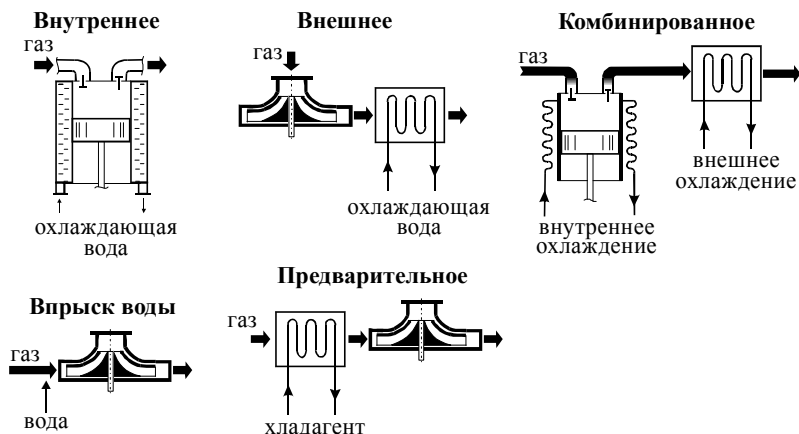 Внутреннее
газ
охлаждающая
вода
Внешнее
газ
охлаждающая
вода
Комбинированное
газ
внешнее
охлаждение
внутреннее
охлаждение
Впрыск воды
газ
вода
Предварительное
газ
хладагент